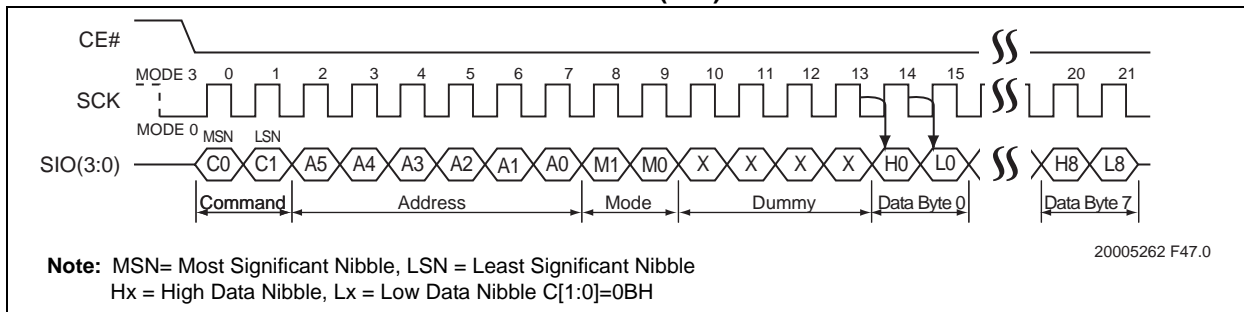 CE#
MODE 3 0 1 2 3 4 5 6 7 8 9 10 11 12 13 14 15 20 21
SCK
MODE 0
MSN LSN
SIO(3:0) C0 C1 A5 A4 A3 A2 A1 A0 M1 M0 X X X X H0 L0 H8 L8
Command Address Mode Dummy Data Byte 0 Data Byte 7
20005262 F47.0
Note: MSN= Most Significant Nibble, LSN = Least Significant Nibble
Hx = High Data Nibble, Lx = Low Data Nibble C[1:0]=0BH